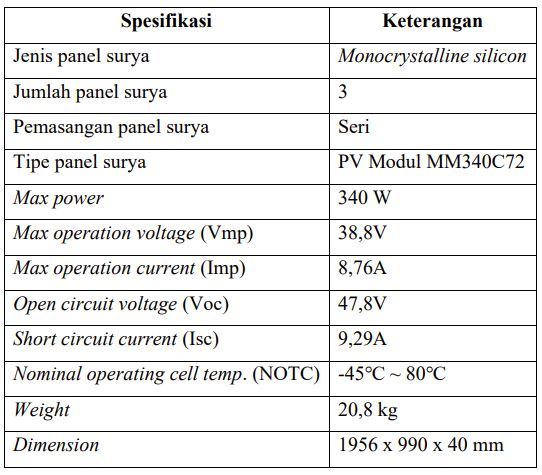 Spesifikasi Keterangan
Jenis panel surya Monocrystalline silicon
Jumlah panel surya 3
Pemasangan panel surya Seri
Tipe panel surya PV Modul MM340C72
Max power 340 W
Max operation voltage (Vmp) 38,8V
Max operation current (Imp) 8,76A
Open circuit voltage (Voc) 47,8V
Short circuit current (Isc) 9,29A
Nominal operating cell temp. (NOTC) -45℃ ~ 80℃
Weight 20,8 kg
Dimension 1956 x 990 x 40 mm